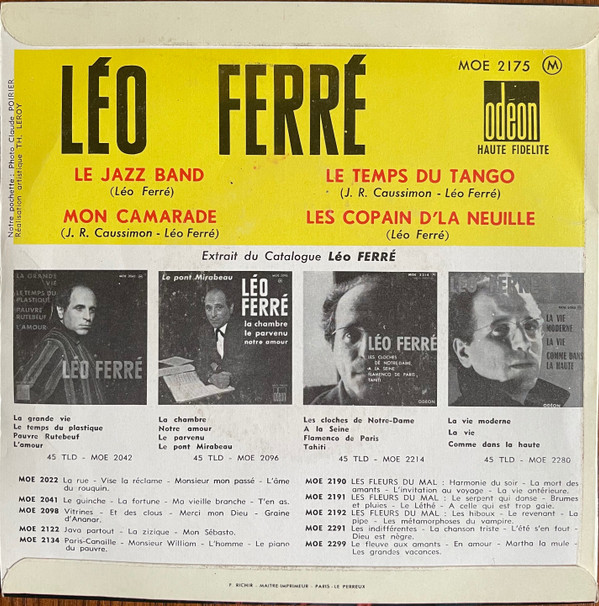 LÉO FERRÉ
MOE 2175 M
odéon
HAUTE FIDELITE
LE JAZZ BAND
(Léo Ferré)
LE TEMPS DU TANGO
(J. R. Caussimon - Léo Ferré)
MON CAMARADE
(J. R. Caussimon - Léo Ferré)
LES COPAIN D'LA NEUILLE
(Léo Ferré)
Notre pochette : Photo Claude POIRIER
Réalisation artistique TH. LEROY
Extrait du Catalogue Léo FERRÉ
LA GRANDE
VIE
LE TEMPS DU
PLASTIQUE
PAUVRE
RUTEBEUF
L'AMOUR
LÉO FERRÉ
Le pont Mirabeau
LÉO
FERRÉ
la chambre
le parvenu
notre amour
LÉO FERRÉ
LES CLOCHES
DE NOTRE-DAME
A LA SEINE
FLAMENCO DE PARIS
TAHITI
ODEON
LÉO FERRÉ
LA VIE
MODERNE
LA VIE
COMME DANS
LA HAUTE
ODEON
La grande vie
Le temps du plastique
Pauvre Rutebeuf
L'amour
45 TLD - MOE 2042
La chambre
Notre amour
Le parvenu
Le pont Mirabeau
45 TLD - MOE 2096
Les cloches de Notre-Dame
A la Seine
Flamenco de Paris
Tahiti
45 TLD - MOE 2214
La vie moderne
La vie
Comme dans la haute
45 TLD - MOE 2280
MOE 2022 La rue - Vise la réclame - Monsieur mon passé - L'âme
du rouquin.
MOE 2041 Le guinche - La fortune - Ma vieille branche - T'en as.
MOE 2098 Vitrines - Et des clous - Merci mon Dieu - Graine
d'Ananar.
MOE 2122 Java partout - La zizique - Mon Sébasto.
MOE 2134 Paris-Canaille - Monsieur William - L'homme - Le piano
du pauvre.
MOE 2190 LES FLEURS DU MAL : Harmonie du soir - La mort des
amants - L'invitation au voyage - La vie antérieure.
MOE 2191 LES FLEURS DU MAL : Le serpent qui danse - Brumes
et pluies - Le Léthé - A celle qui est trop gaie.
MOE 2192 LES FLEURS DU MAL : Les hiboux - Le revenant - La
pipe - Les métamorphoses du vampire.
MOE 2291 Les indifférentes - La chanson triste - L'été s'en fout -
Dieu est nègre.
MOE 2299 Le fleuve aux amants - En amour - Martha la mule -
Les grandes vacances.
F. RICHIR - MAITRE IMPRIMEUR - PARIS - LE PERREUX